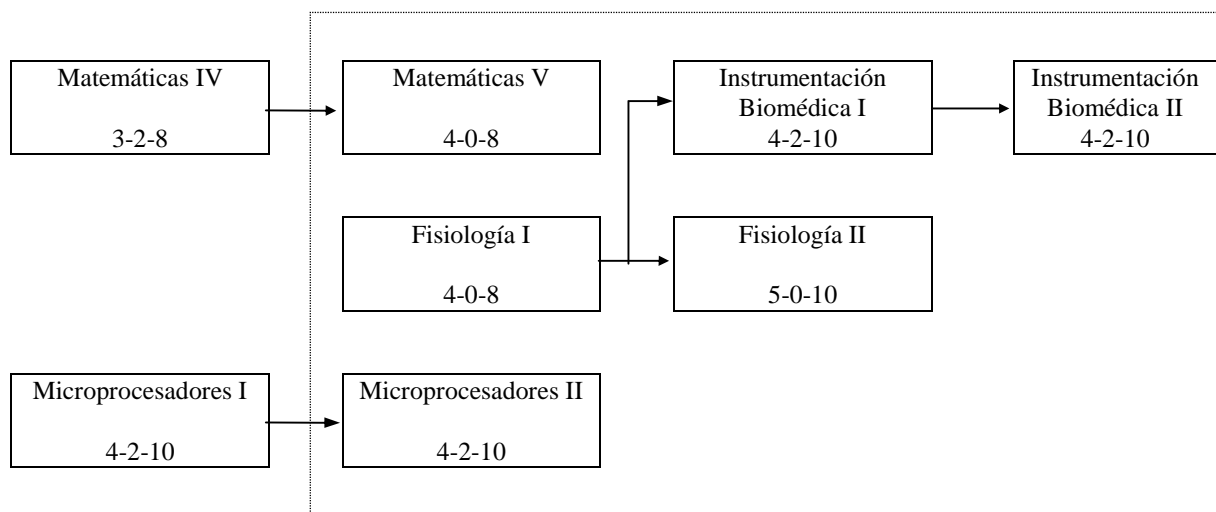 Matemáticas IV
3-2-8
Matemáticas V
4-0-8
Instrumentación
Biomédica I
4-2-10
Instrumentación
Biomédica II
4-2-10
Fisiología I
4-0-8
Fisiología II
5-0-10
Microprocesadores I
4-2-10
Microprocesadores II
4-2-10